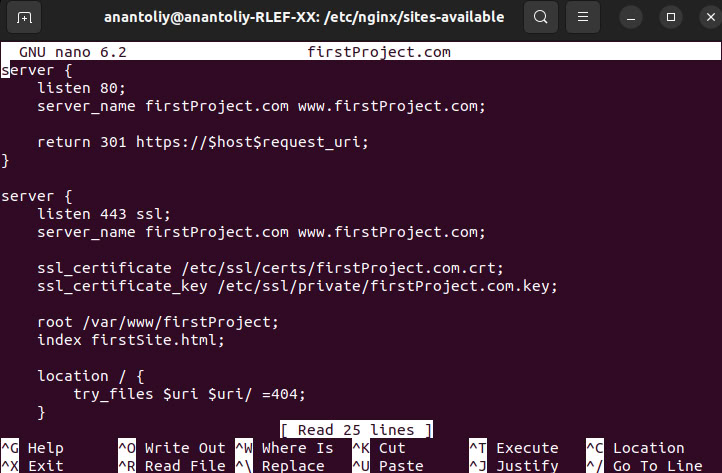 anantoliy@anantoliy-RLEF-XX: /etc/nginx/sites-available
GNU nano 6.2 firstProject.com
server {
listen 80;
server_name firstProject.com www.firstProject.com;
return 301 https://$host$request_uri;
}
server {
listen 443 ssl;
server_name firstProject.com www.firstProject.com;
ssl_certificate /etc/ssl/certs/firstProject.com.crt;
ssl_certificate_key /etc/ssl/private/firstProject.com.key;
root /var/www/firstProject;
index firstSite.html;
location / {
try_files $uri $uri/ =404;
}
[ Read 25 lines ]
^G Help ^O Write Out ^W Where Is ^K Cut ^T Execute ^C Location
^X Exit ^R Read File ^\ Replace ^U Paste ^J Justify ^/ Go To Line